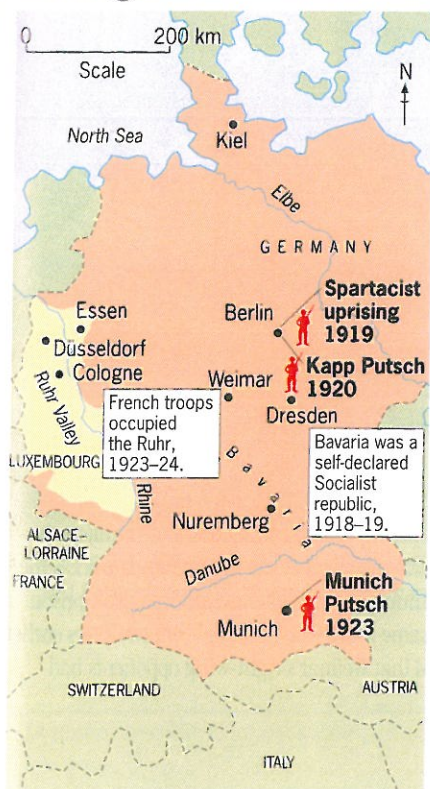 0 200 km
Scale
N
North Sea
Kiel
Elbe
GERMANY
Spartacist
uprising
1919
Berlin
Essen
Düsseldorf
Cologne
Ruhr Valley
Kapp Putsch
1920
Weimar
Dresden
French troops
occupied
the Ruhr,
1923–24.
Bavaria was a
self-declared
Socialist
republic,
1918–19.
Bavaria
LUXEMBOURG
Rhine
Nuremberg
ALSACE-
LORRAINE
FRANCE
Danube
Munich
Putsch
1923
Munich
SWITZERLAND
AUSTRIA
ITALY